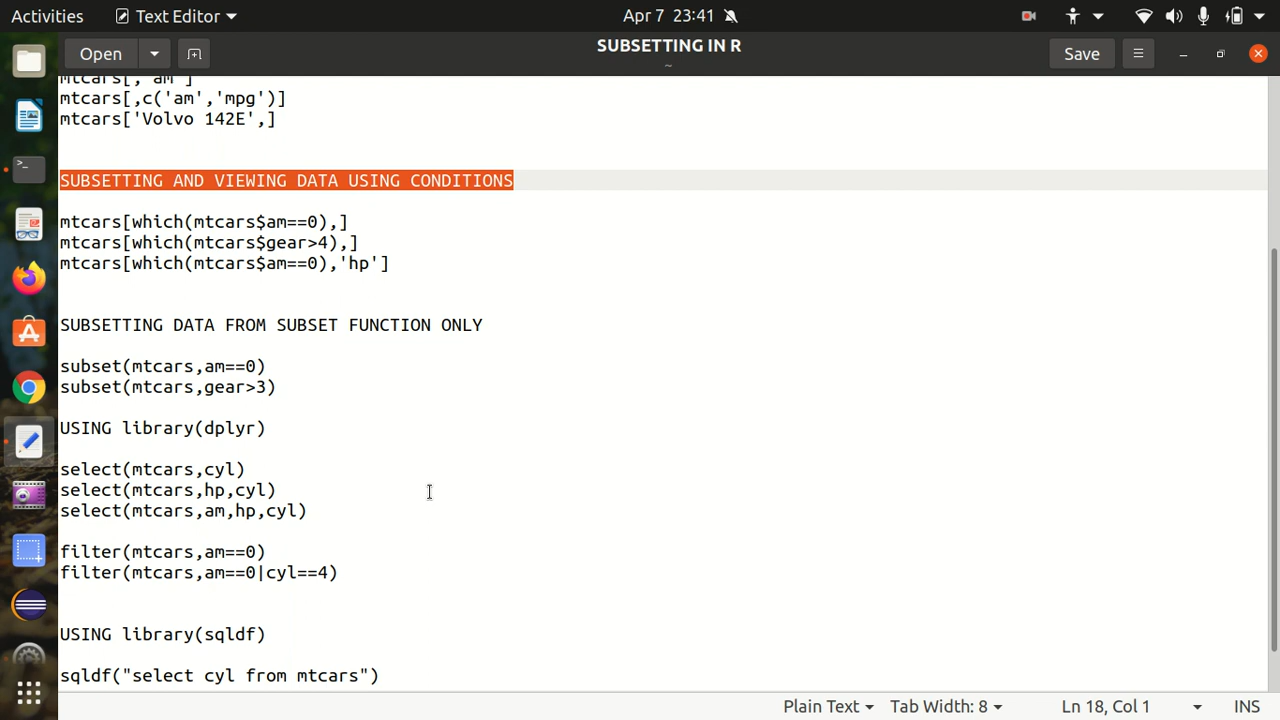 Activities
Text Editor
Apr 7 23:41
Open
SUBSETTING IN R
~
Save
mtcars[,'am']
mtcars[,c('am','mpg')]
mtcars['Volvo 142E',]
SUBSETTING AND VIEWING DATA USING CONDITIONS
mtcars[which(mtcars$am==0),]
mtcars[which(mtcars$gear>4),]
mtcars[which(mtcars$am==0),'hp']
SUBSETTING DATA FROM SUBSET FUNCTION ONLY
subset(mtcars,am==0)
subset(mtcars,gear>3)
USING library(dplyr)
select(mtcars,cyl)
select(mtcars,hp,cyl)
select(mtcars,am,hp,cyl)
filter(mtcars,am==0)
filter(mtcars,am==0|cyl==4)
USING library(sqldf)
sqldf("select cyl from mtcars")
Plain Text
Tab Width: 8
Ln 18, Col 1
INS